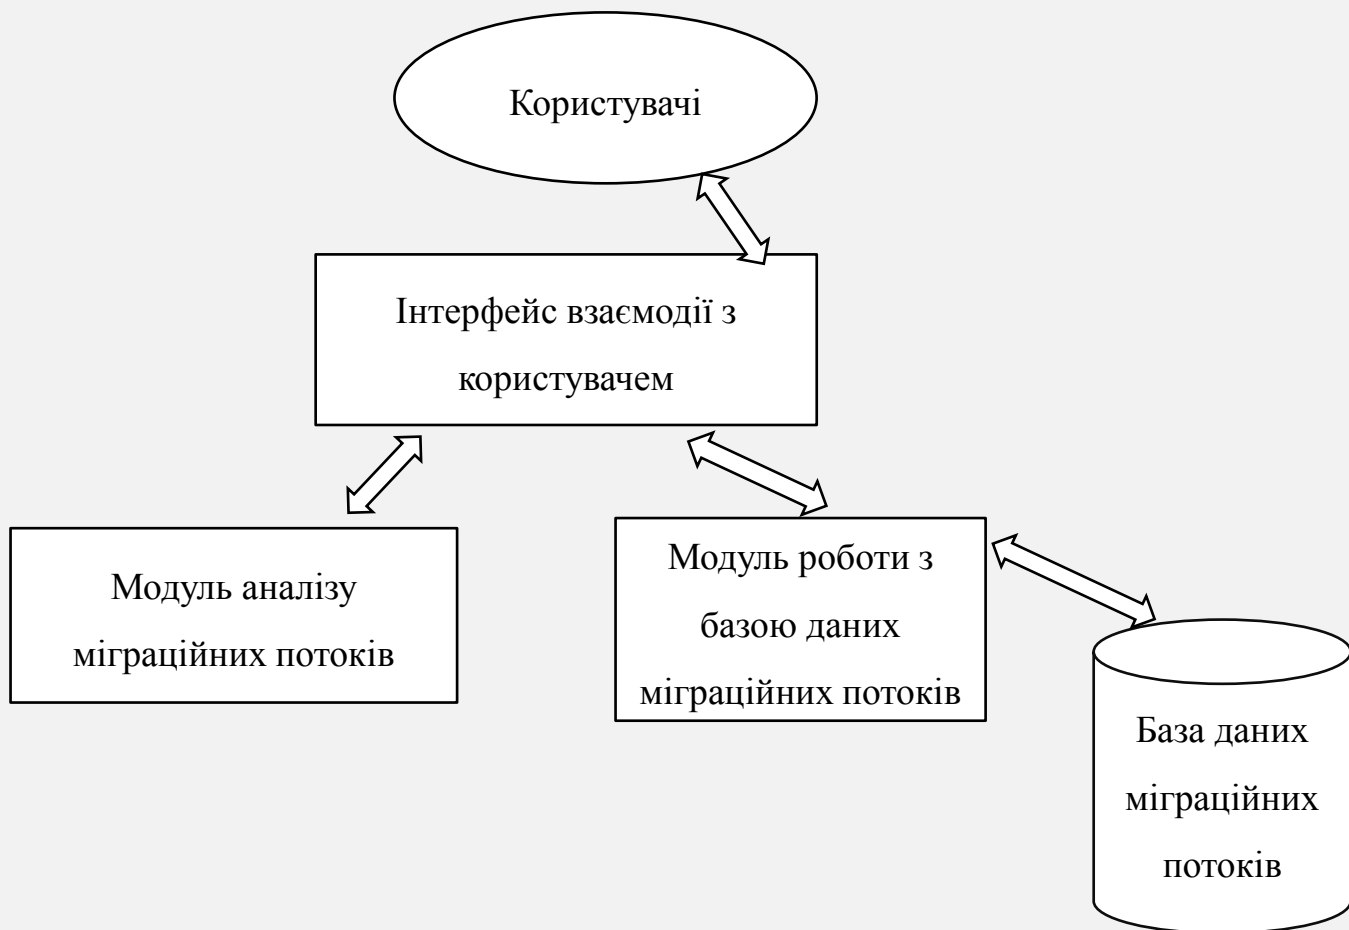 Користувачі
Інтерфейс взаємодії з
користувачем
Модуль аналізу
міграційних потоків
Модуль роботи з
базою даних
міграційних потоків
База даних
міграційних
потоків